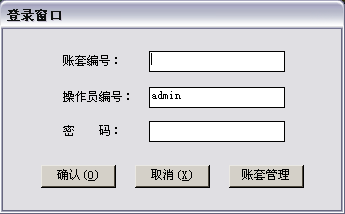 登录窗口
账套编号：
操作员编号： admin
密　　码：
确认(O) 取消(X) 账套管理